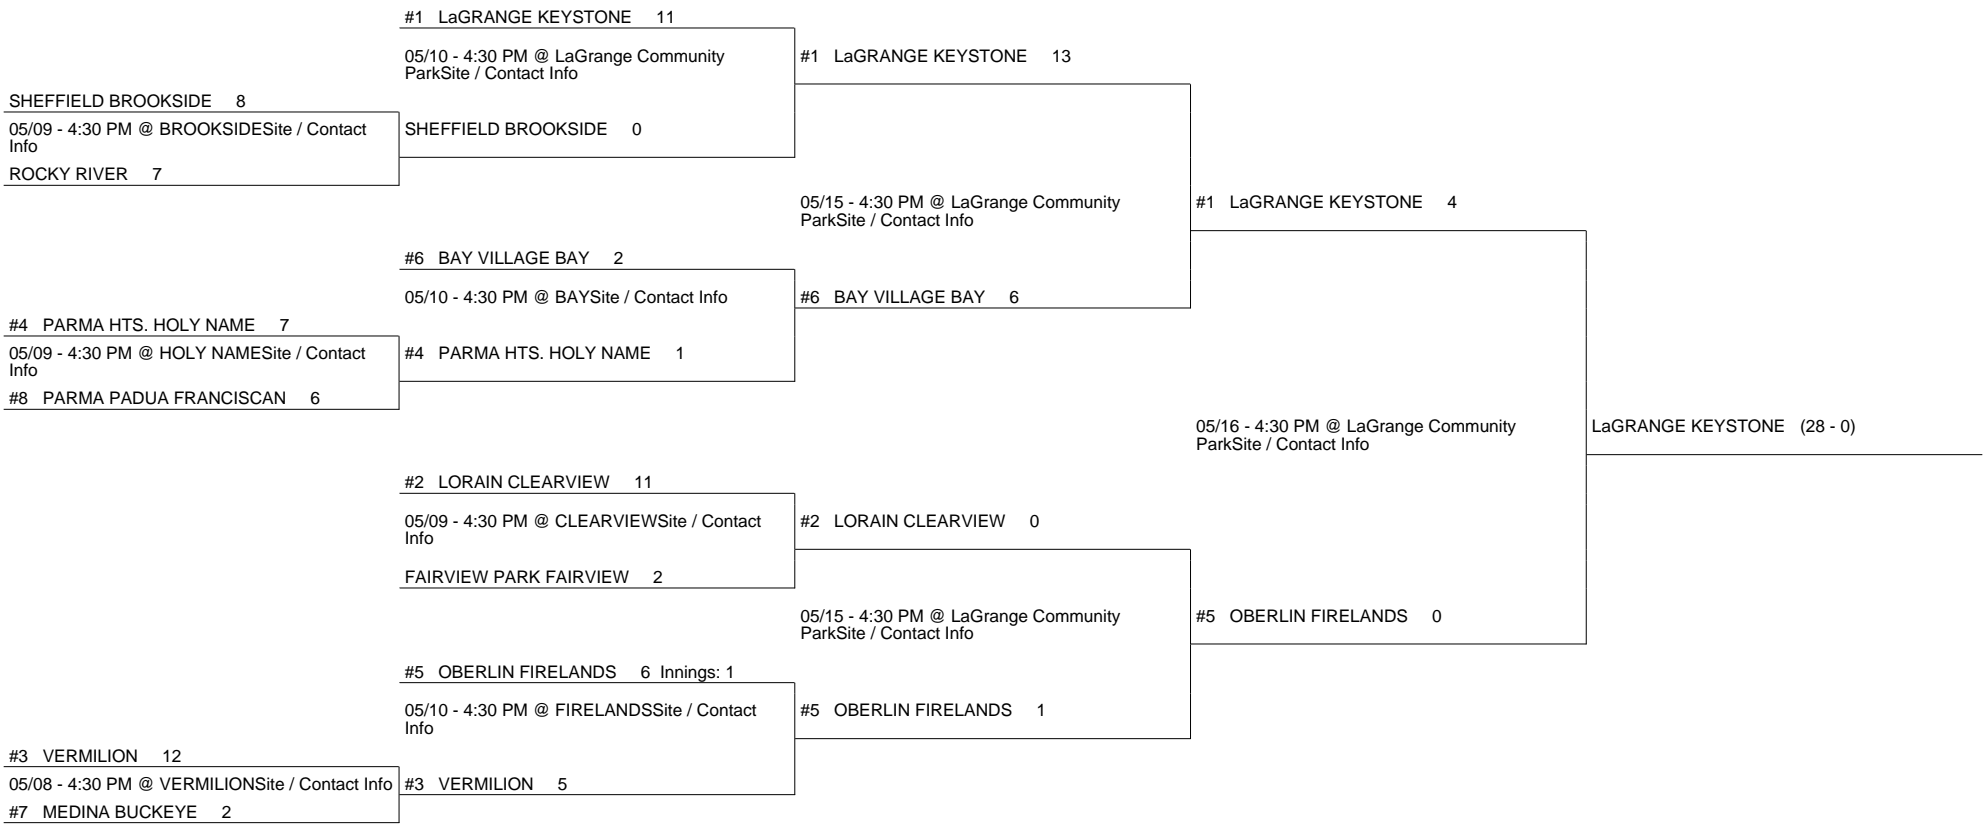 #1 LaGRANGE KEYSTONE 11
05/10 - 4:30 PM @ LaGrange Community
ParkSite / Contact Info
#1 LaGRANGE KEYSTONE 13
SHEFFIELD BROOKSIDE 8
05/09 - 4:30 PM @ BROOKSIDESite / Contact
Info
SHEFFIELD BROOKSIDE 0
ROCKY RIVER 7
05/15 - 4:30 PM @ LaGrange Community
ParkSite / Contact Info
#1 LaGRANGE KEYSTONE 4
#6 BAY VILLAGE BAY 2
05/10 - 4:30 PM @ BAYSite / Contact Info
#6 BAY VILLAGE BAY 6
#4 PARMA HTS. HOLY NAME 7
05/09 - 4:30 PM @ HOLY NAMESite / Contact
Info
#4 PARMA HTS. HOLY NAME 1
#8 PARMA PADUA FRANCISCAN 6
05/16 - 4:30 PM @ LaGrange Community
ParkSite / Contact Info
LaGRANGE KEYSTONE (28 - 0)
#2 LORAIN CLEARVIEW 11
05/09 - 4:30 PM @ CLEARVIEWSite / Contact
Info
#2 LORAIN CLEARVIEW 0
FAIRVIEW PARK FAIRVIEW 2
05/15 - 4:30 PM @ LaGrange Community
ParkSite / Contact Info
#5 OBERLIN FIRELANDS 0
#5 OBERLIN FIRELANDS 6 Innings: 1
05/10 - 4:30 PM @ FIRELANDSSite / Contact
Info
#5 OBERLIN FIRELANDS 1
#3 VERMILION 12
05/08 - 4:30 PM @ VERMILIONSite / Contact Info
#3 VERMILION 5
#7 MEDINA BUCKEYE 2